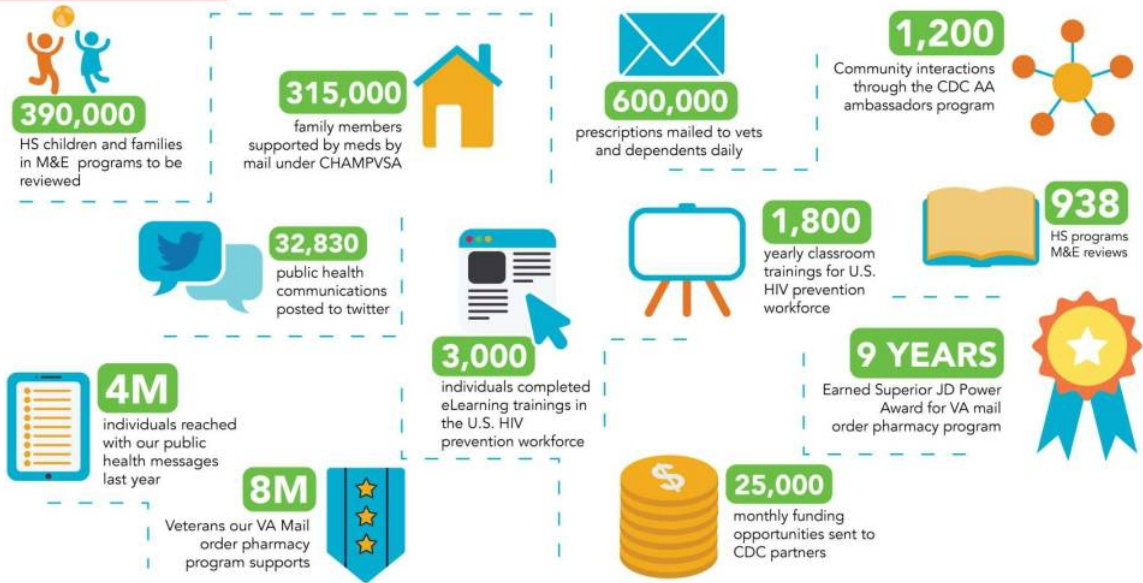 390,000
HS children and families
in M&E programs to be
reviewed
315,000
family members
supported by meds by
mail under CHAMPVSA
600,000
prescriptions mailed to vets
and dependents daily
1,200
Community interactions
through the CDC AA
ambassadors program
32,830
public health
communications
posted to twitter
3,000
individuals completed
eLearning trainings in
the U.S. HIV
prevention workforce
1,800
yearly classroom
trainings for U.S.
HIV prevention
workforce
938
HS programs
M&E reviews
4M
individuals reached
with our public
health messages
last year
8M
Veterans our VA Mail
order pharmacy
program supports
$
25,000
monthly funding
opportunities sent to
CDC partners
9 YEARS
Earned Superior JD Power
Award for VA mail
order pharmacy program